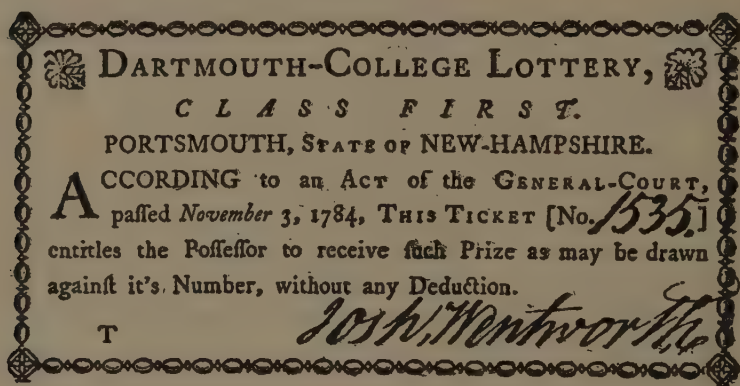 DARTMOUTH-COLLEGE LOTTERY,
CLASS FIRST.
PORTSMOUTH, STATE OF NEW-HAMPSHIRE.
ACCORDING to an ACT of the GENERAL-COURT,
paſſed November 3, 1784, THIS TICKET [No. 1535.]
entitles the Poſſeſſor to receive ſuch Prize as may be drawn
againſt it's Number, without any Deduction.
T Josh, Wentworth